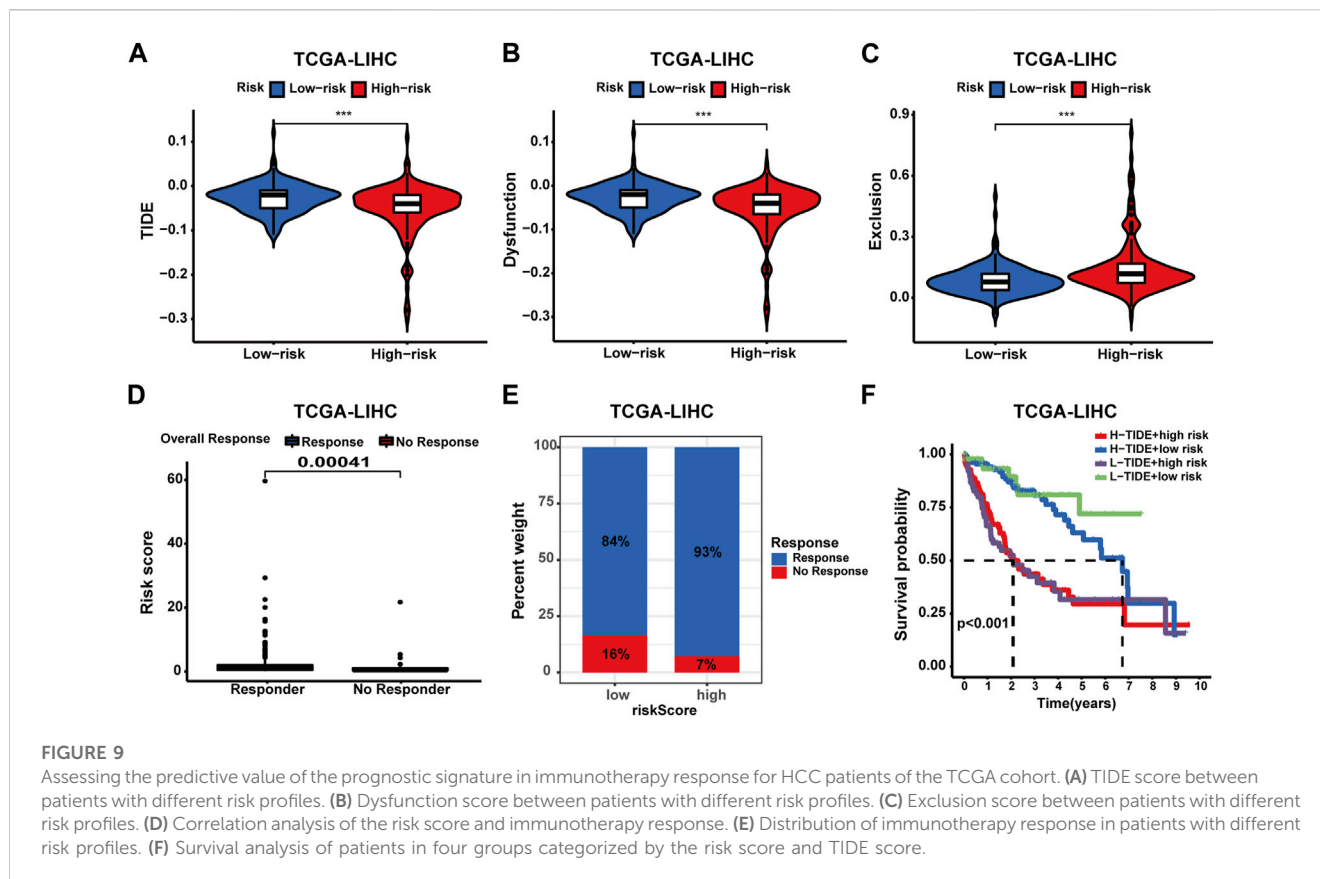 A
TCGA-LIHC
Risk Low−risk High−risk
***
0.1
0.0
−0.1
−0.2
−0.3
TIDE
Low−risk High−risk
B
TCGA-LIHC
Risk Low−risk High−risk
***
0.1
0.0
−0.1
−0.2
−0.3
Dysfunction
Low−risk High−risk
C
TCGA-LIHC
Risk Low−risk High−risk
***
0.9
0.6
0.3
0.0
Exclusion
Low−risk High−risk
D
TCGA-LIHC
Overall Response Response No Response
0.00041
60
40
20
0
Risk score
Responder No Responder
E
TCGA-LIHC
100
75
50
25
0
Percent weight
84% 93%
16% 7%
low high
riskScore
Response
Response
No Response
F
TCGA-LIHC
H−TIDE+high risk
H−TIDE+low risk
L−TIDE+high risk
L−TIDE+low risk
1.00
0.75
0.50
0.25
0.00
Survival probability
p<0.001
0 1 2 3 4 5 6 7 8 9 10
Time(years)
FIGURE 9
Assessing the predictive value of the prognostic signature in immunotherapy response for HCC patients of the TCGA cohort. (A) TIDE score between
patients with different risk profiles. (B) Dysfunction score between patients with different risk profiles. (C) Exclusion score between patients with different
risk profiles. (D) Correlation analysis of the risk score and immunotherapy response. (E) Distribution of immunotherapy response in patients with different
risk profiles. (F) Survival analysis of patients in four groups categorized by the risk score and TIDE score.